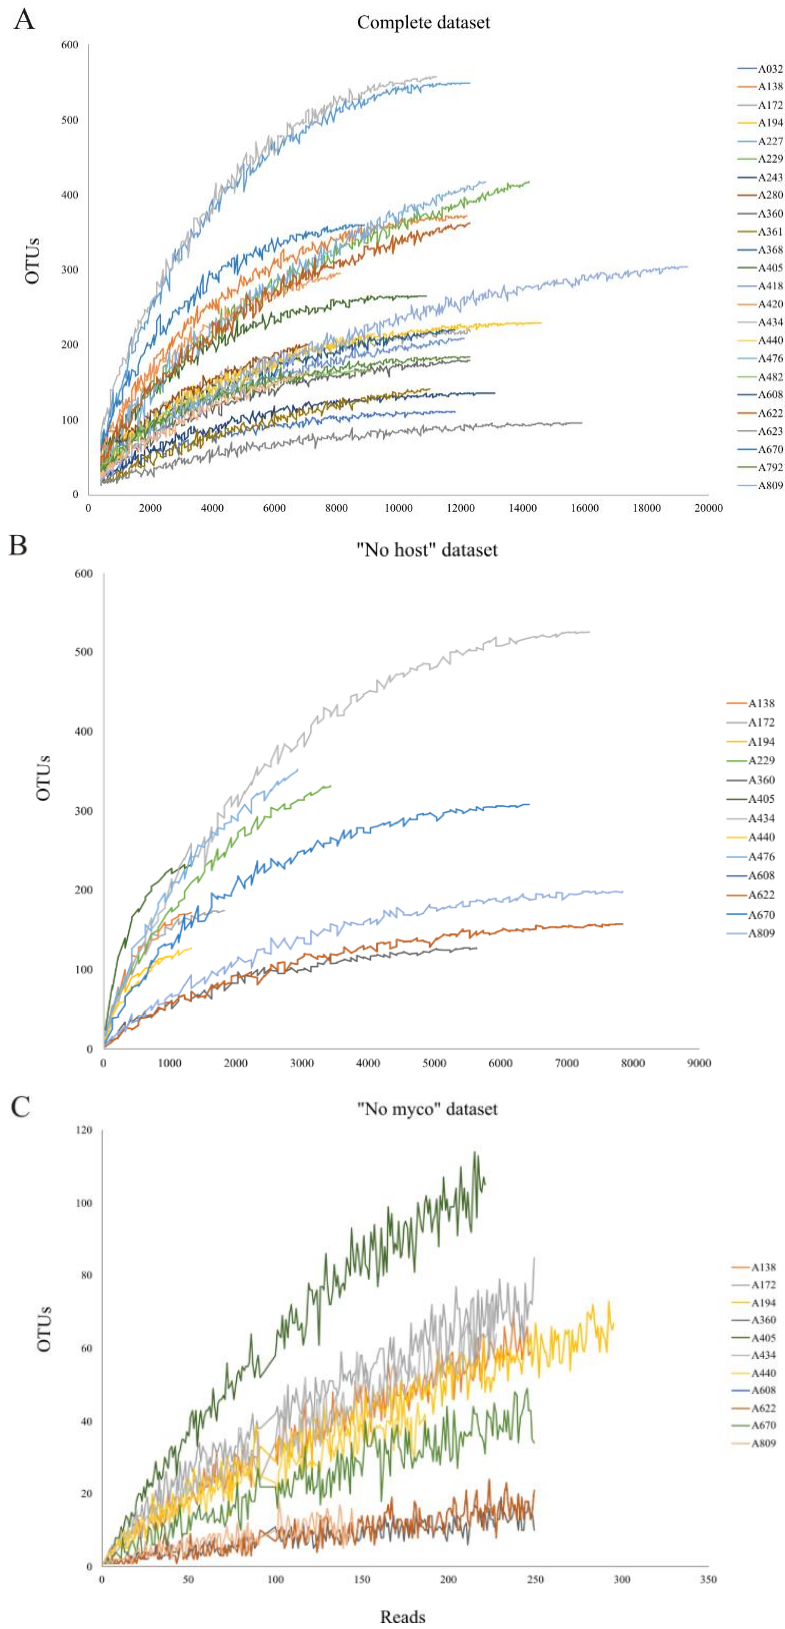 A
Complete dataset
600
500
400
300
200
100
0
OTUs
0 2000 4000 6000 8000 10000 12000 14000 16000 18000 20000
A032
A138
A172
A194
A227
A229
A243
A280
A360
A361
A368
A405
A418
A420
A434
A440
A476
A482
A608
A622
A623
A670
A792
A809
B
"No host" dataset
600
500
400
300
200
100
0
OTUs
0 1000 2000 3000 4000 5000 6000 7000 8000 9000
A138
A172
A194
A229
A360
A405
A434
A440
A476
A608
A622
A670
A809
C
"No myco" dataset
120
100
80
60
40
20
0
OTUs
0 50 100 150 200 250 300 350
Reads
A138
A172
A194
A360
A405
A434
A440
A608
A622
A670
A809